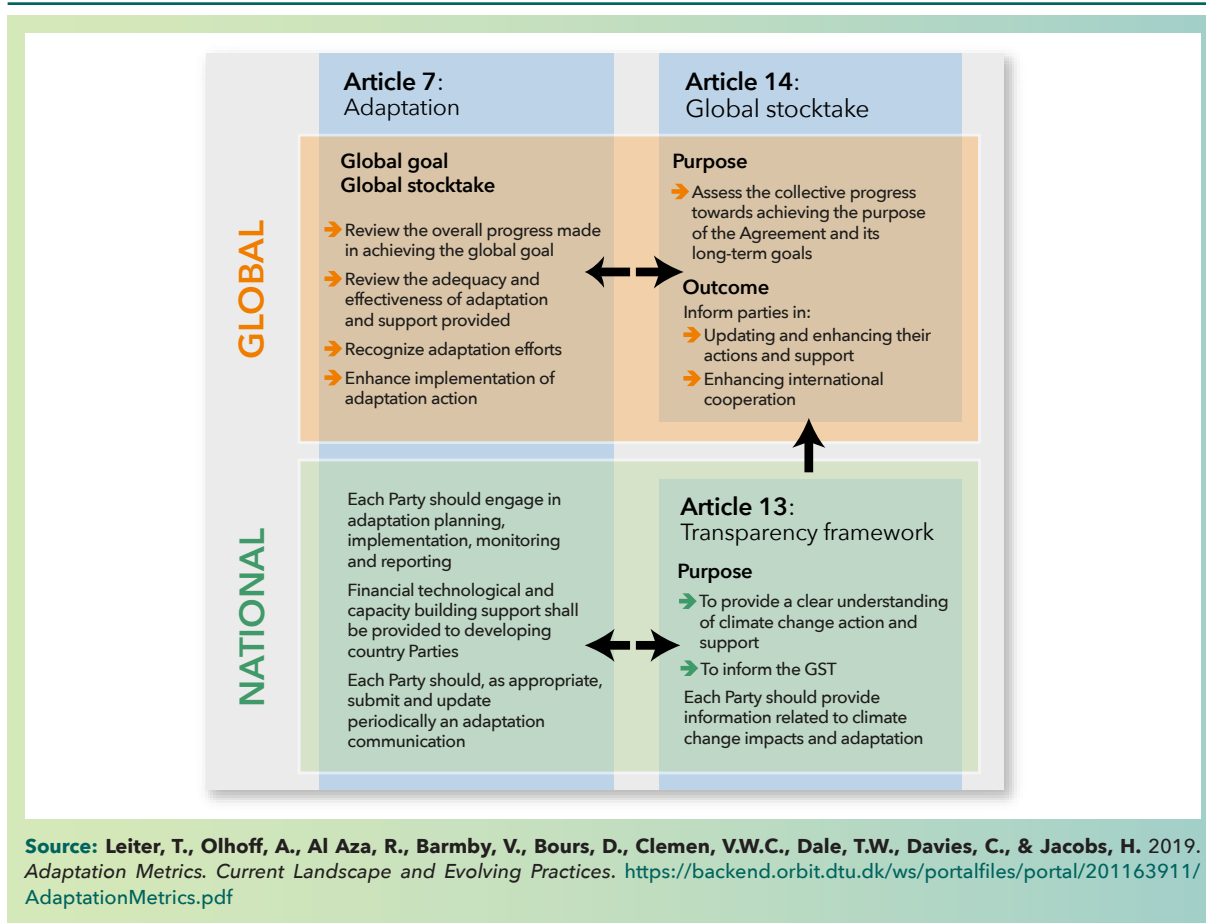 Article 7:
Adaptation
Article 14:
Global stocktake
GLOBAL
Global goal
Global stocktake
Review the overall progress made
in achieving the global goal
Review the adequacy and
effectiveness of adaptation
and support provided
Recognize adaptation efforts
Enhance implementation of
adaptation action
Purpose
Assess the collective progress
towards achieving the purpose
of the Agreement and its
long-term goals
Outcome
Inform parties in:
Updating and enhancing their
actions and support
Enhancing international
cooperation
NATIONAL
Each Party should engage in
adaptation planning,
implementation, monitoring
and reporting
Financial technological and
capacity building support shall
be provided to developing
country Parties
Each Party should, as appropriate,
submit and update
periodically an adaptation
communication
Article 13:
Transparency framework
Purpose
To provide a clear understanding
of climate change action and
support
To inform the GST
Each Party should provide
information related to climate
change impacts and adaptation
Source: Leiter, T., Olhoff, A., Al Aza, R., Barmby, V., Bours, D., Clemen, V.W.C., Dale, T.W., Davies, C., & Jacobs, H. 2019.
Adaptation Metrics. Current Landscape and Evolving Practices. https://backend.orbit.dtu.dk/ws/portalfiles/portal/201163911/
AdaptationMetrics.pdf